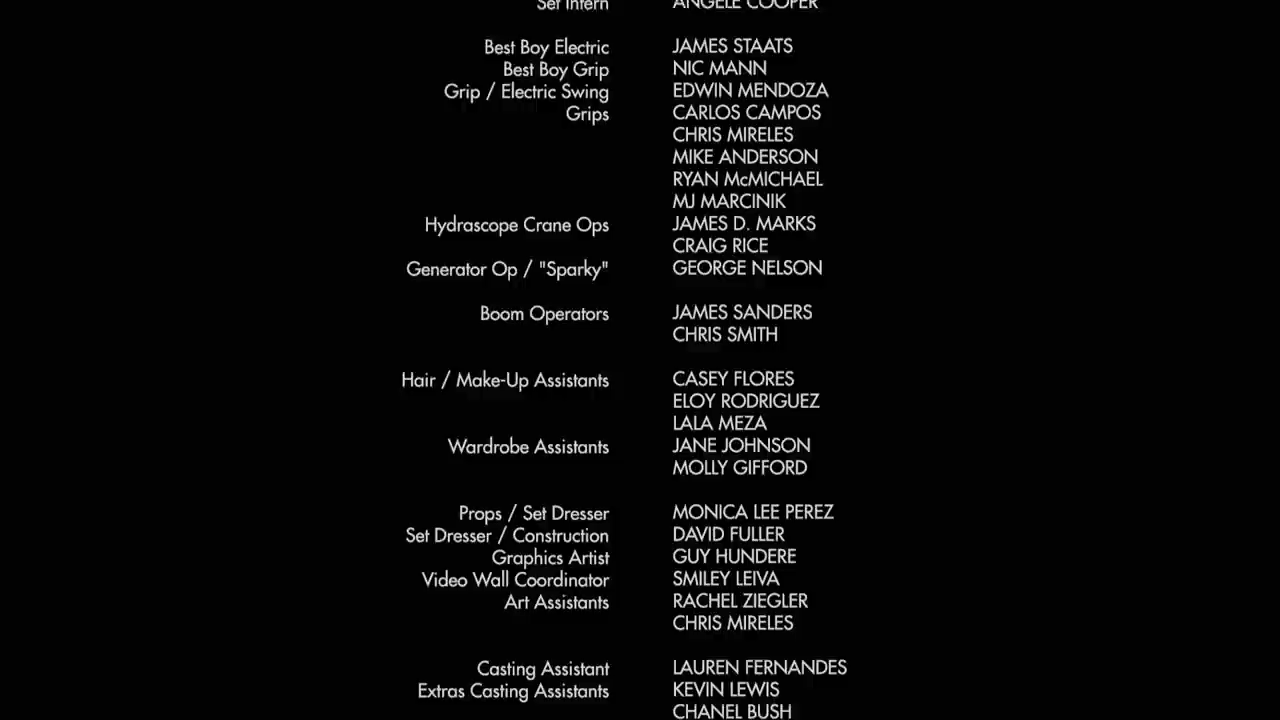 Set Intern ANGELE COOPER
Best Boy Electric JAMES STAATS
Best Boy Grip NIC MANN
Grip / Electric Swing EDWIN MENDOZA
Grips CARLOS CAMPOS
CHRIS MIRELES
MIKE ANDERSON
RYAN McMICHAEL
MJ MARCINIK
Hydrascope Crane Ops JAMES D. MARKS
CRAIG RICE
Generator Op / "Sparky" GEORGE NELSON
Boom Operators JAMES SANDERS
CHRIS SMITH
Hair / Make-Up Assistants CASEY FLORES
ELOY RODRIGUEZ
LALA MEZA
Wardrobe Assistants JANE JOHNSON
MOLLY GIFFORD
Props / Set Dresser MONICA LEE PEREZ
Set Dresser / Construction DAVID FULLER
Graphics Artist GUY HUNDERE
Video Wall Coordinator SMILEY LEIVA
Art Assistants RACHEL ZIEGLER
CHRIS MIRELES
Casting Assistant LAUREN FERNANDES
Extras Casting Assistants KEVIN LEWIS
CHANEL BUSH